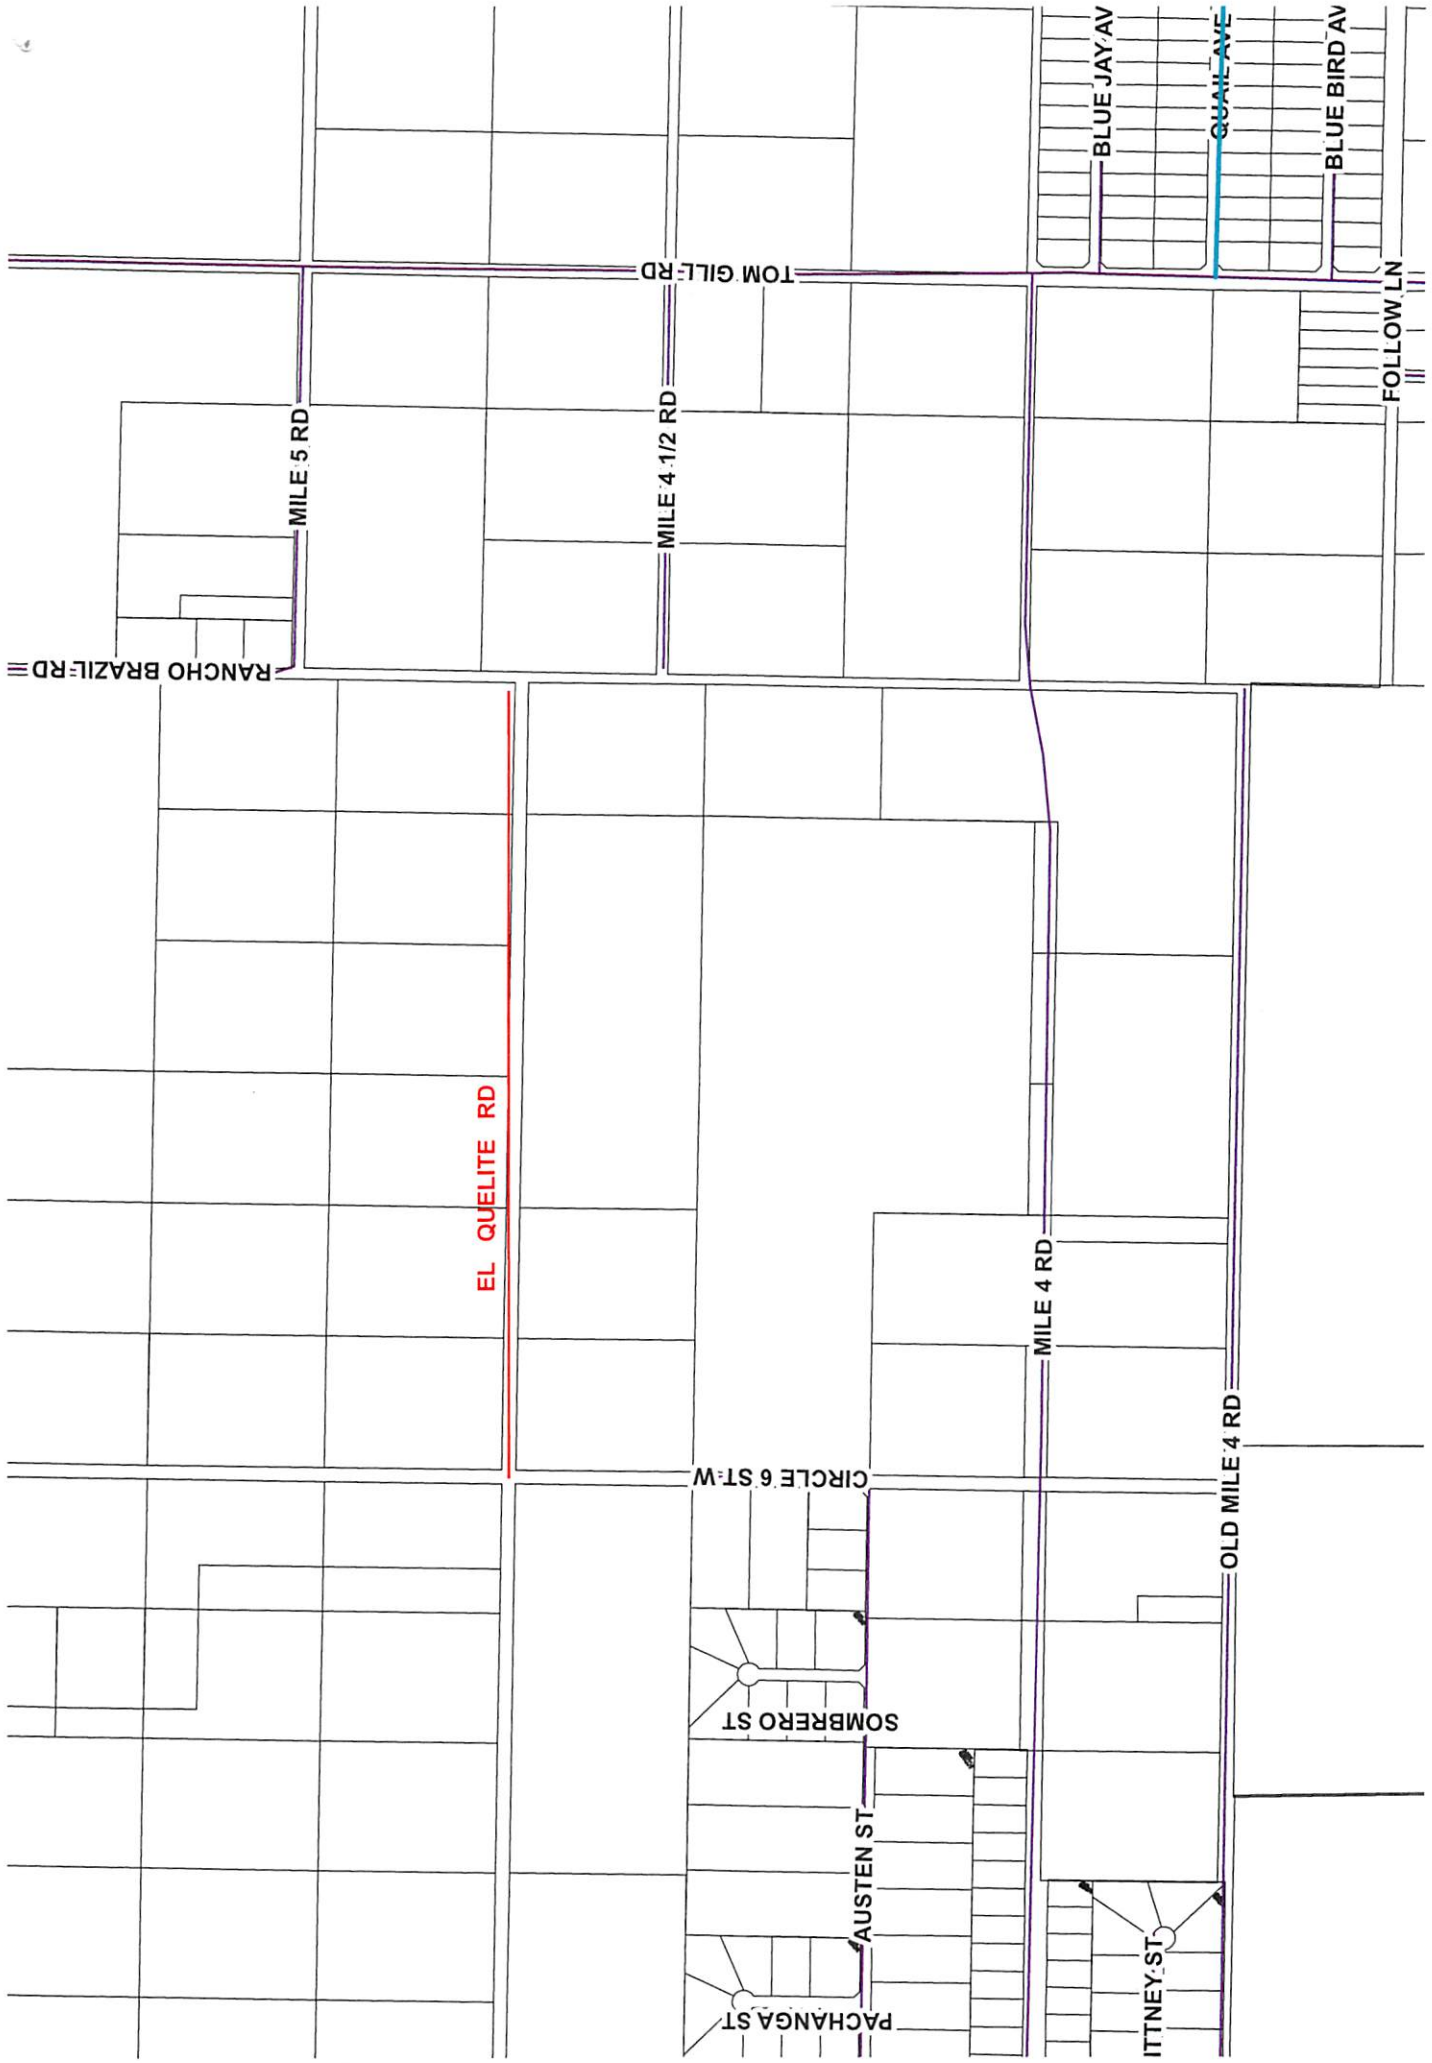 BLUE JAY AV
QUAIL AVE
BLUE BIRD AV
TOM GILL RD
FOLLOW LN
MILE 5 RD
MILE 4 1/2 RD
RANCHO BRAZIL RD
EL QUELITE RD
MILE 4 RD
OLD MILE 4 RD
CIRCLE 6 ST W
SOMBRERO ST
AUSTEN ST
PACHANGA ST
ITTNEY ST